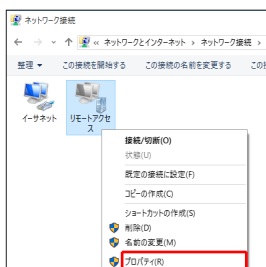 ネットワーク接続
« ネットワークとインターネット › ネットワーク接続 ›
整理 この接続を開始する この接続の名前を変更する この接
イーサネット
リモートアクセ
ス
接続/切断(O)
状態(U)
既定の接続に設定(F)
コピーの作成(C)
ショートカットの作成(S)
削除(D)
名前の変更(M)
プロパティ(R)